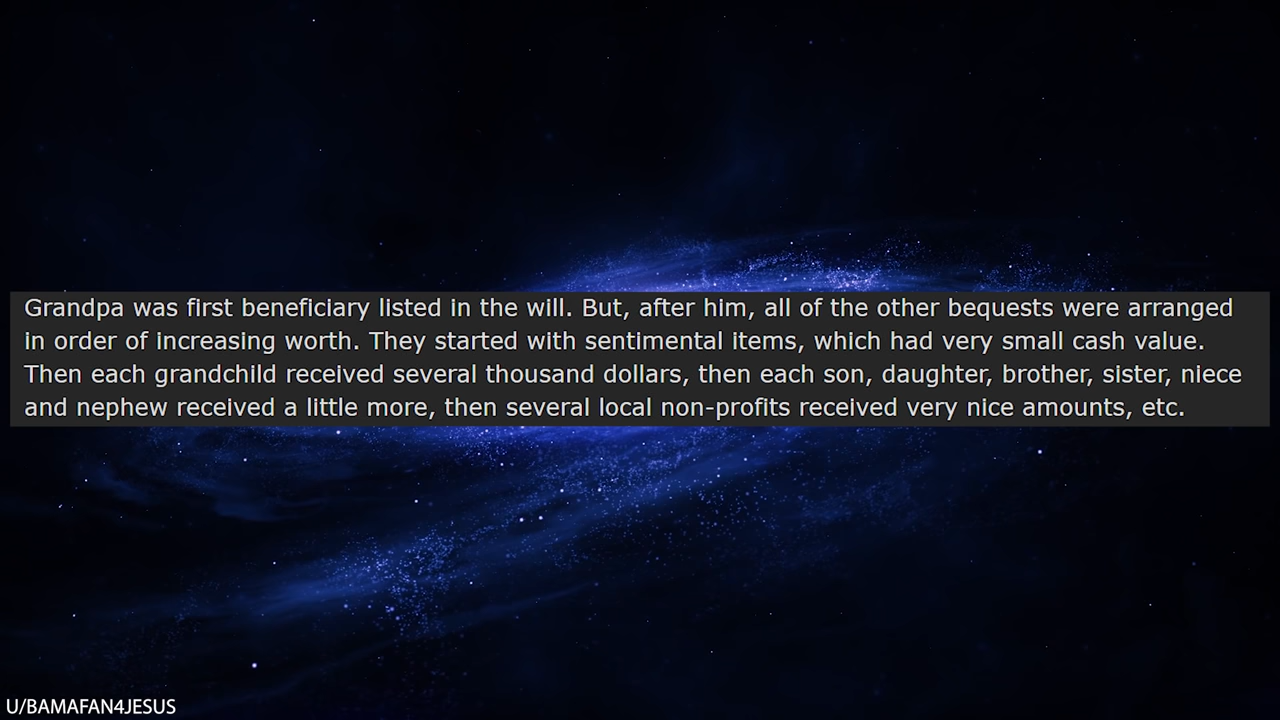 Grandpa was first beneficiary listed in the will. But, after him, all of the other bequests were arranged
in order of increasing worth. They started with sentimental items, which had very small cash value.
Then each grandchild received several thousand dollars, then each son, daughter, brother, sister, niece
and nephew received a little more, then several local non-profits received very nice amounts, etc.
U/BAMAFAN4JESUS